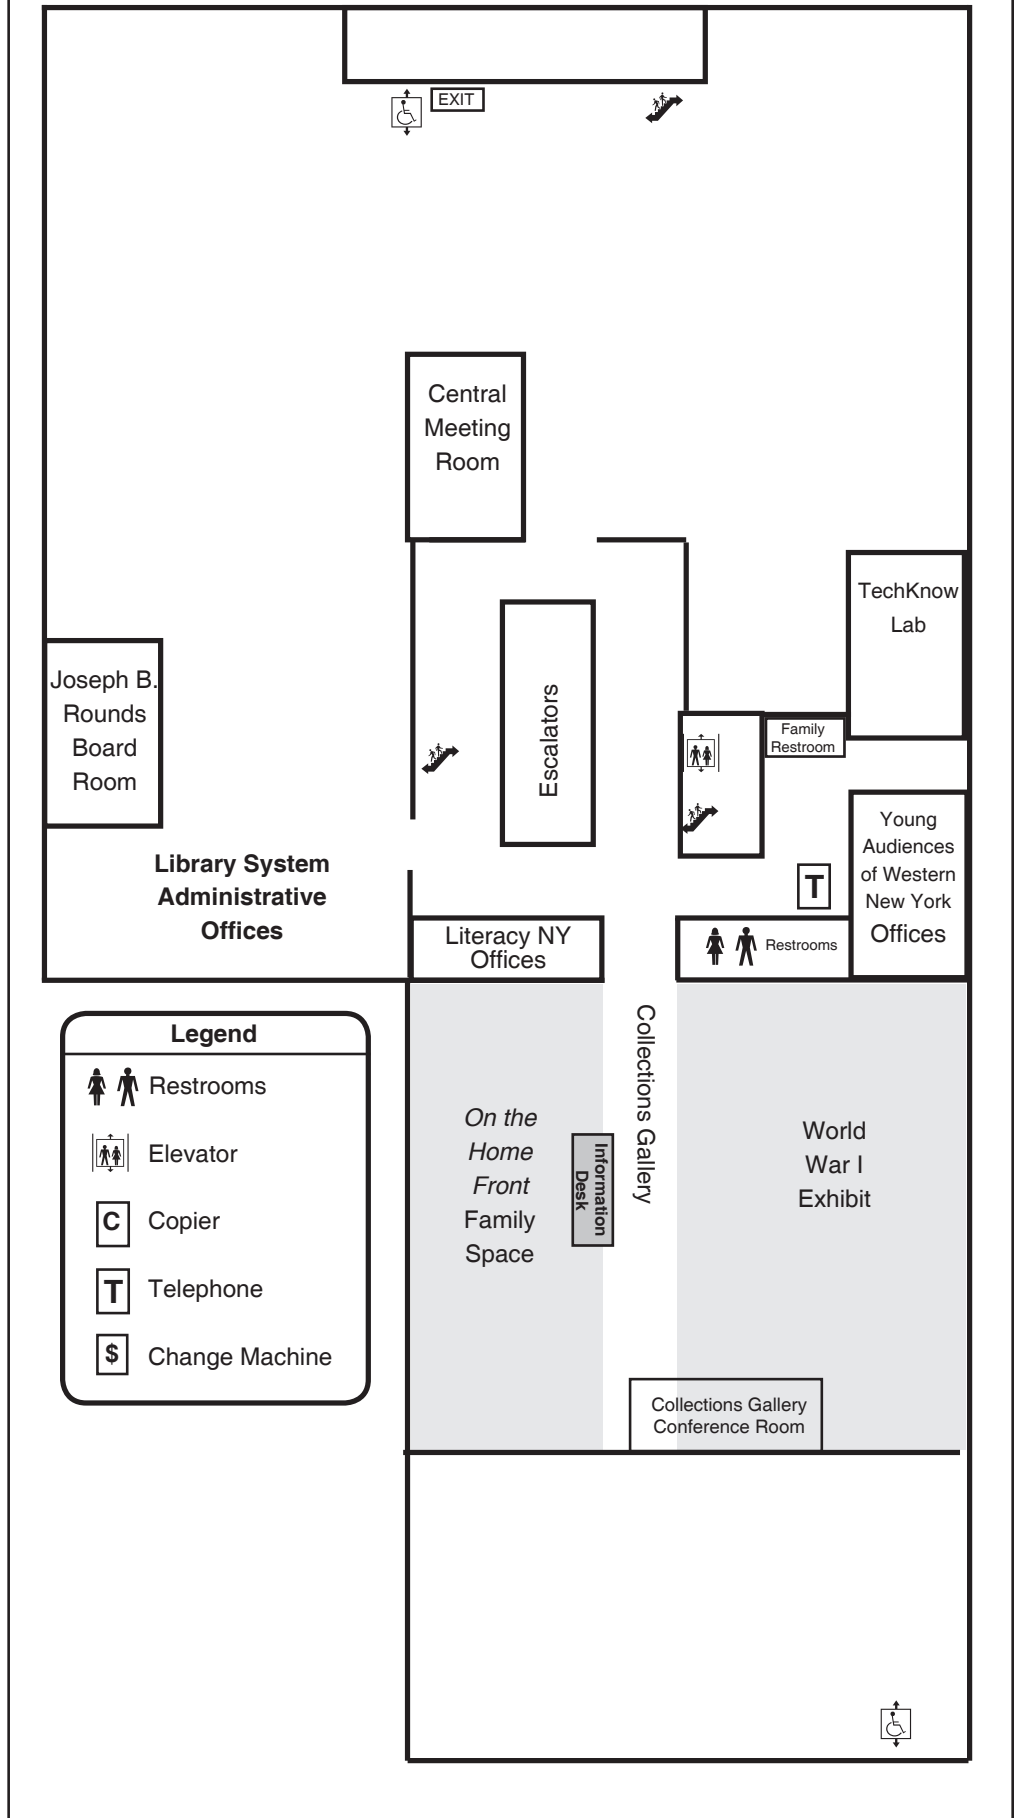 EXIT
Central
Meeting
Room
TechKnow
Lab
Joseph B.
Rounds
Board
Room
Escalators
Family
Restroom
Young
Audiences
of Western
New York
Offices
T
Library System
Administrative
Offices
Literacy NY
Offices
Restrooms
Legend
Restrooms
Elevator
C Copier
T Telephone
$ Change Machine
On the
Home
Front
Family
Space
Information
Desk
Collections Gallery
World
War I
Exhibit
Collections Gallery
Conference Room